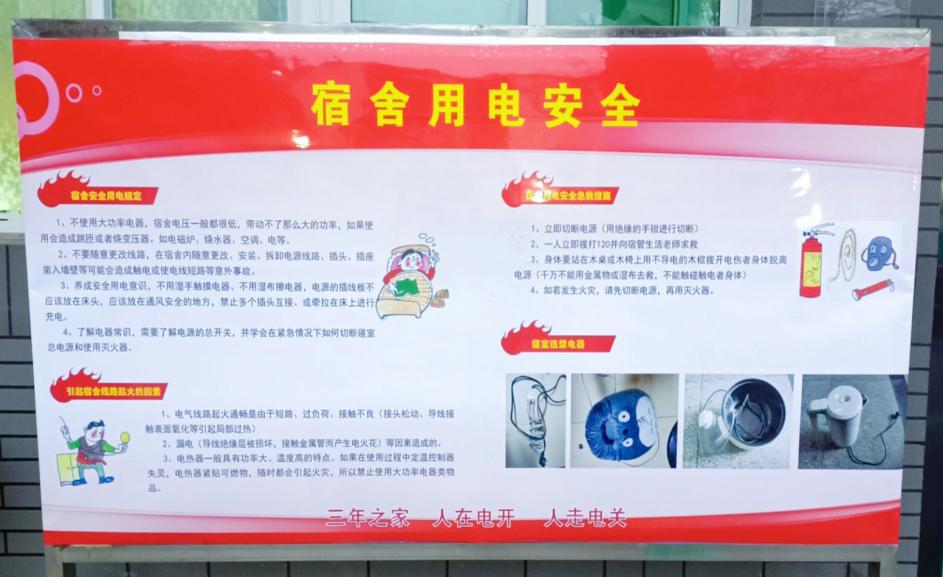 宿舍用电安全
宿舍安全用电规定
1、不使用大功率电器，宿舍电压一般都很低，带动不了那么大的功率，如果使
用会造成跳匝或者烧变压器。如电磁炉、烧水器、空调、电等。
2、不要随意更改线路，在宿舍内随意更改、安装、拆卸电源线路、插头、插座
凿入墙壁等可能会造成触电或使电线短路等意外事故。
3、养成安全用电意识，不用湿手触摸电器、不用湿布擦电器，电源的插线板不
应该放在床头，应该放在通风安全的地方，禁止多个插头互接、或牵拉在床上进行
充电。
4、了解电器常识，需要了解电源的总开关，并学会在紧急情况下如何切断寝室
总电源和使用灭火器。
引起宿舍线路起火的因素
1、电气线路起火通畅是由于短路、过负荷、接触不良（接头松动、导线接
触表面氧化等引起局部过热）
2、漏电（导线绝缘层被损坏，接触金属管而产生电火花）等因素造成的。
3、电热器一般具有功率大、温度高的特点。如果在使用过程中定温控制器
失灵，电热器紧贴可燃物，随时都会引起火灾，所以禁止使用大功率电器类物
品。
用电安全急救措施
1、立即切断电源（用绝缘的手钳进行切断）
2、一人立即拨打120并向宿管生活老师求救
3、身体要站在木桌或木椅上用不导电的木棍拨开电伤者身体脱离
电源（千万不能用金属物或湿布去救，不能触碰触电者身体）
4、如若发生火灾，请先切断电源，再用灭火器。
寝室违禁电器
三年之家 人在电开 人走电关